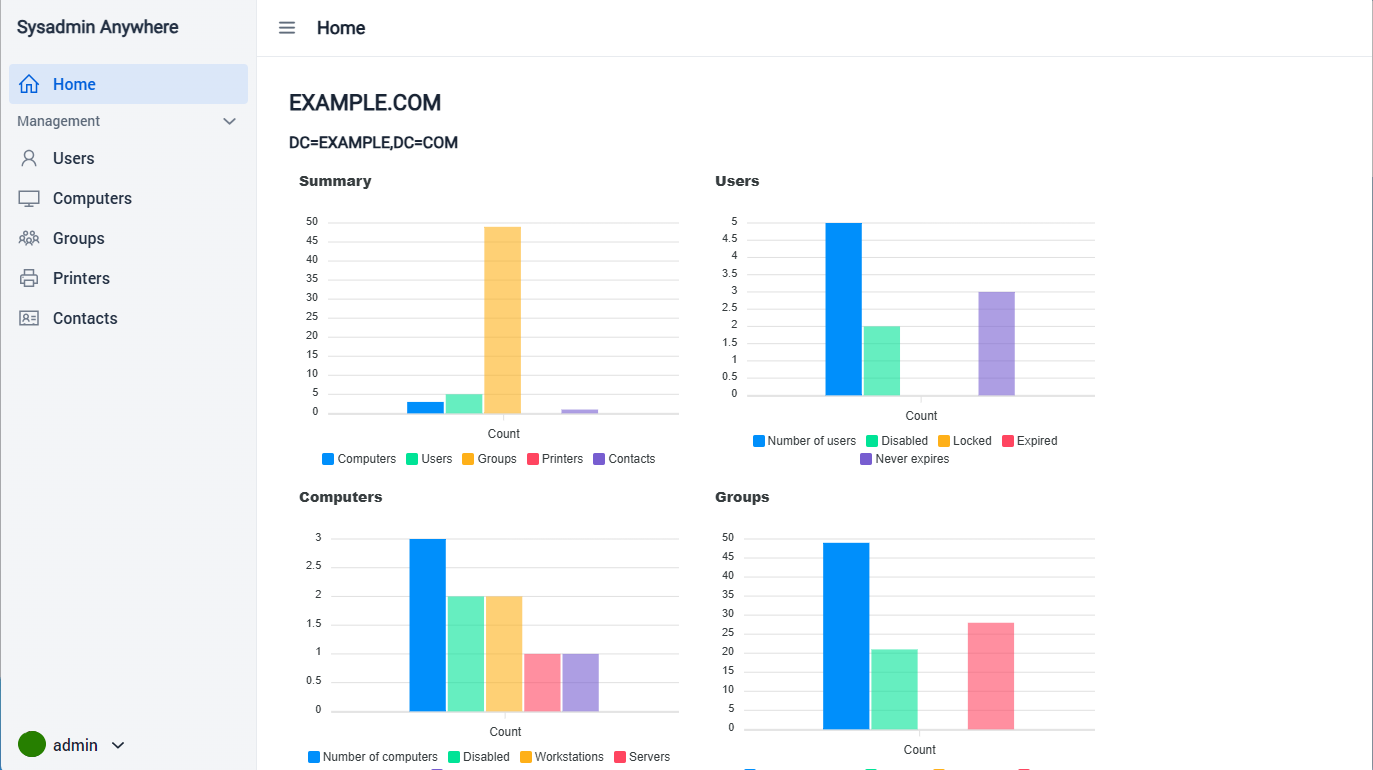 Sysadmin Anywhere
Home
Management
Users
Computers
Groups
Printers
Contacts
admin
Home
EXAMPLE.COM
DC=EXAMPLE,DC=COM
Summary
50
45
40
35
30
25
20
15
10
5
0
Count
Computers Users Groups Printers Contacts
Users
5
4.5
4
3.5
3
2.5
2
1.5
1
0.5
0
Count
Number of users Disabled Locked Expired
Never expires
Computers
3
2.5
2
1.5
1
0.5
0
Count
Number of computers Disabled Workstations Servers
Groups
50
45
40
35
30
25
20
15
10
5
0
Count